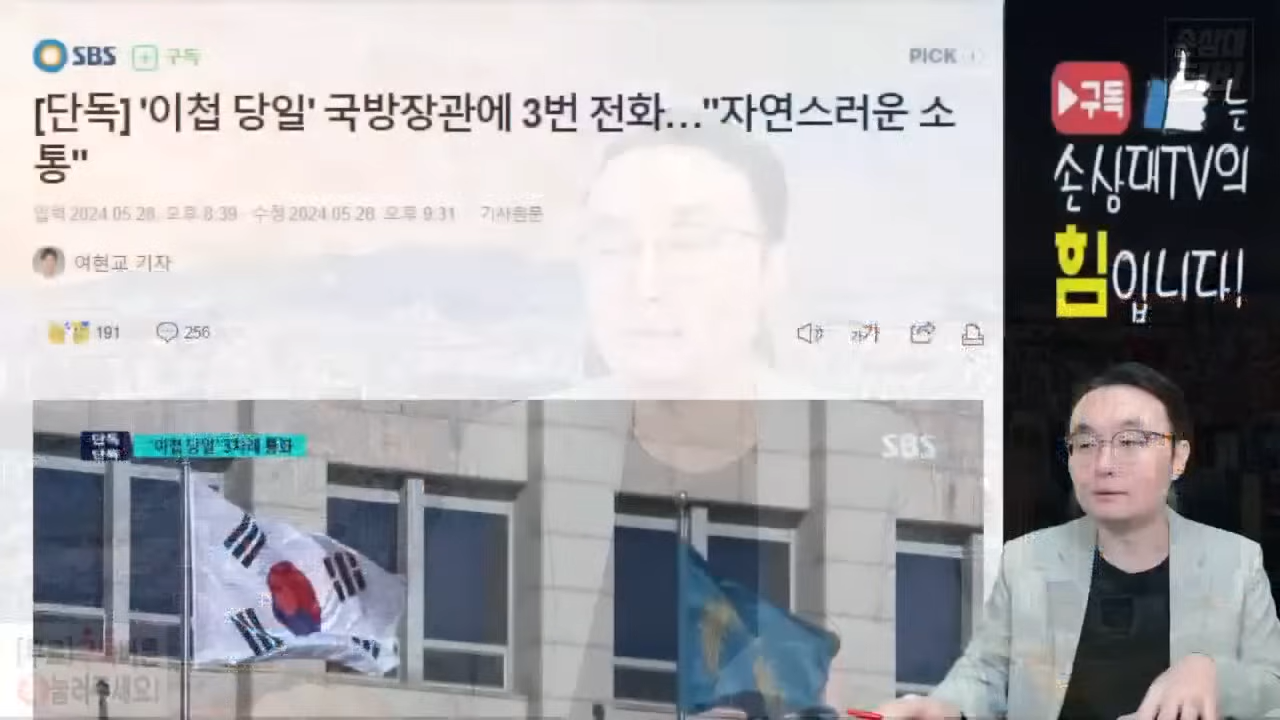 SBS 구독
PICK
[단독] '이첩 당일' 국방장관에 3번 전화…"자연스러운 소
통"
입력 2024.05.28. 오후 8:39 수정 2024.05.28. 오후 9:31 기사원문
여현교 기자
191 256
가가
단독
'이첩 당일' 3차례 통화
SBS
구독
는
손상대TV의
힘입니다!